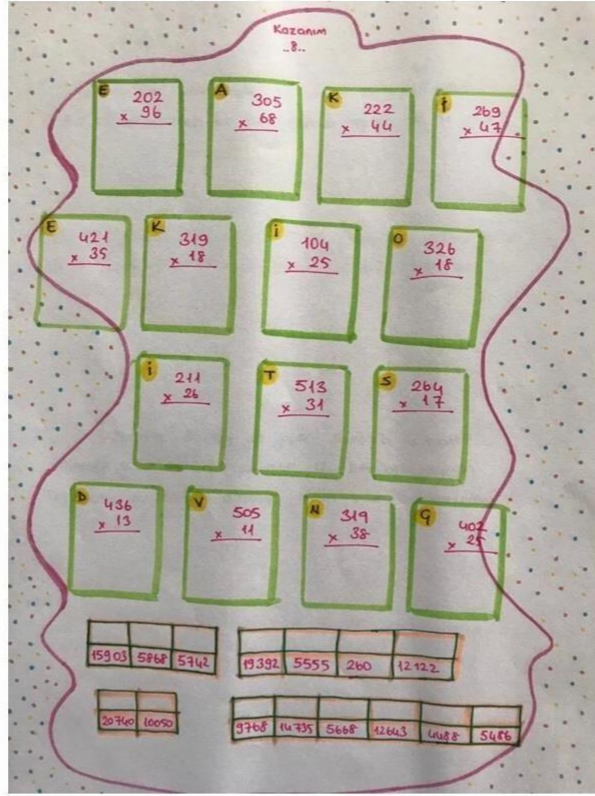 Kazanım
..8..
E A K İ
202 305 222 269
x 96 x 68 x 44 x 47
E K İ O
421 319 104 326
x 35 x 18 x 25 x 18
İ T S
211 513 264
x 26 x 31 x 17
D V N Ç
436 505 319 402
x 13 x 11 x 38 x 25
15903 5868 5742 19392 5555 260 12122
20740 10050 9768 14735 5668 12643 4488 5486